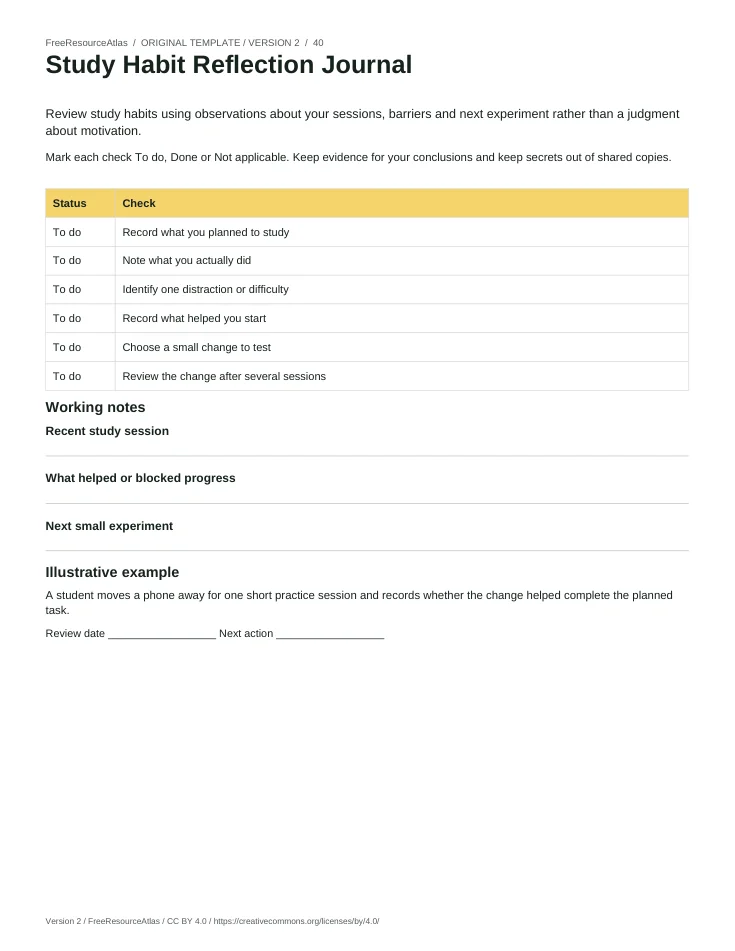 FreeResourceAtlas / ORIGINAL TEMPLATE / VERSION 2 / 40
Study Habit Reflection Journal
Review study habits using observations about your sessions, barriers and next experiment rather than a judgment
about motivation.
Mark each check To do, Done or Not applicable. Keep evidence for your conclusions and keep secrets out of shared copies.
Status Check
To do Record what you planned to study
To do Note what you actually did
To do Identify one distraction or difficulty
To do Record what helped you start
To do Choose a small change to test
To do Review the change after several sessions
Working notes
Recent study session
What helped or blocked progress
Next small experiment
Illustrative example
A student moves a phone away for one short practice session and records whether the change helped complete the planned
task.
Review date __________________ Next action __________________
Version 2 / FreeResourceAtlas / CC BY 4.0 / https://creativecommons.org/licenses/by/4.0/